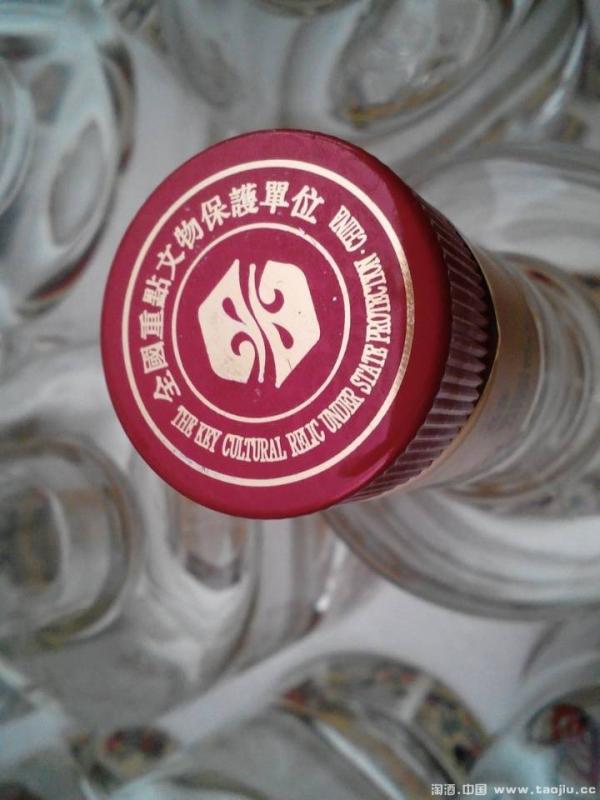 全國重點文物保護單位
THE KEY CULTURAL RELIC UNDER STATE PROTECTION · CHINA
淘酒.中国 www.taojiu.cc